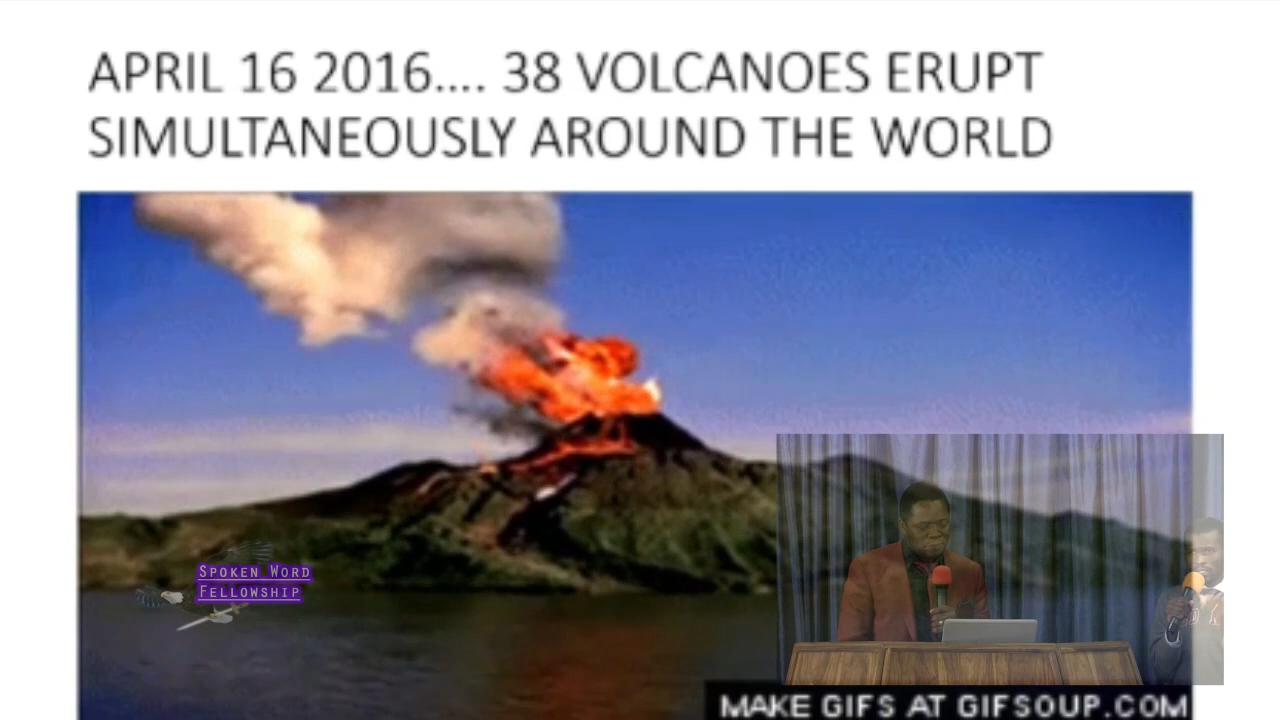 APRIL 16 2016.... 38 VOLCANOES ERUPT
SIMULTANEOUSLY AROUND THE WORLD
SPOKEN WORD
FELLOWSHIP
MAKE GIFS AT GIFSOUP.COM